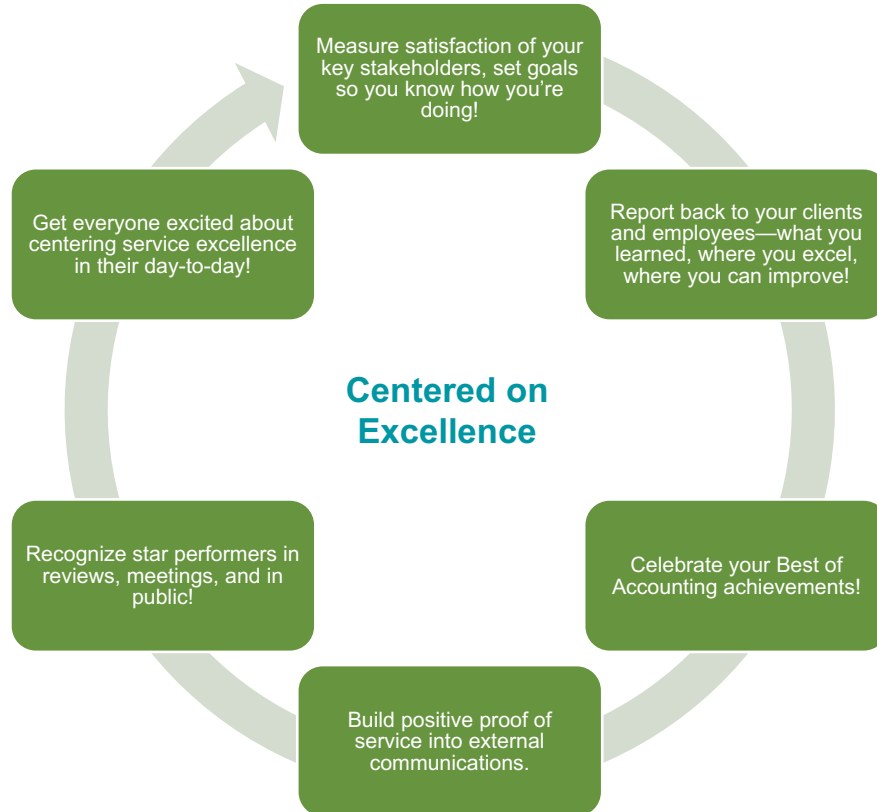 Measure satisfaction of your
key stakeholders, set goals
so you know how you’re
doing!
Report back to your clients
and employees—what you
learned, where you excel,
where you can improve!
Celebrate your Best of
Accounting achievements!
Build positive proof of
service into external
communications.
Recognize star performers in
reviews, meetings, and in
public!
Get everyone excited about
centering service excellence
in their day-to-day!
Centered on
Excellence